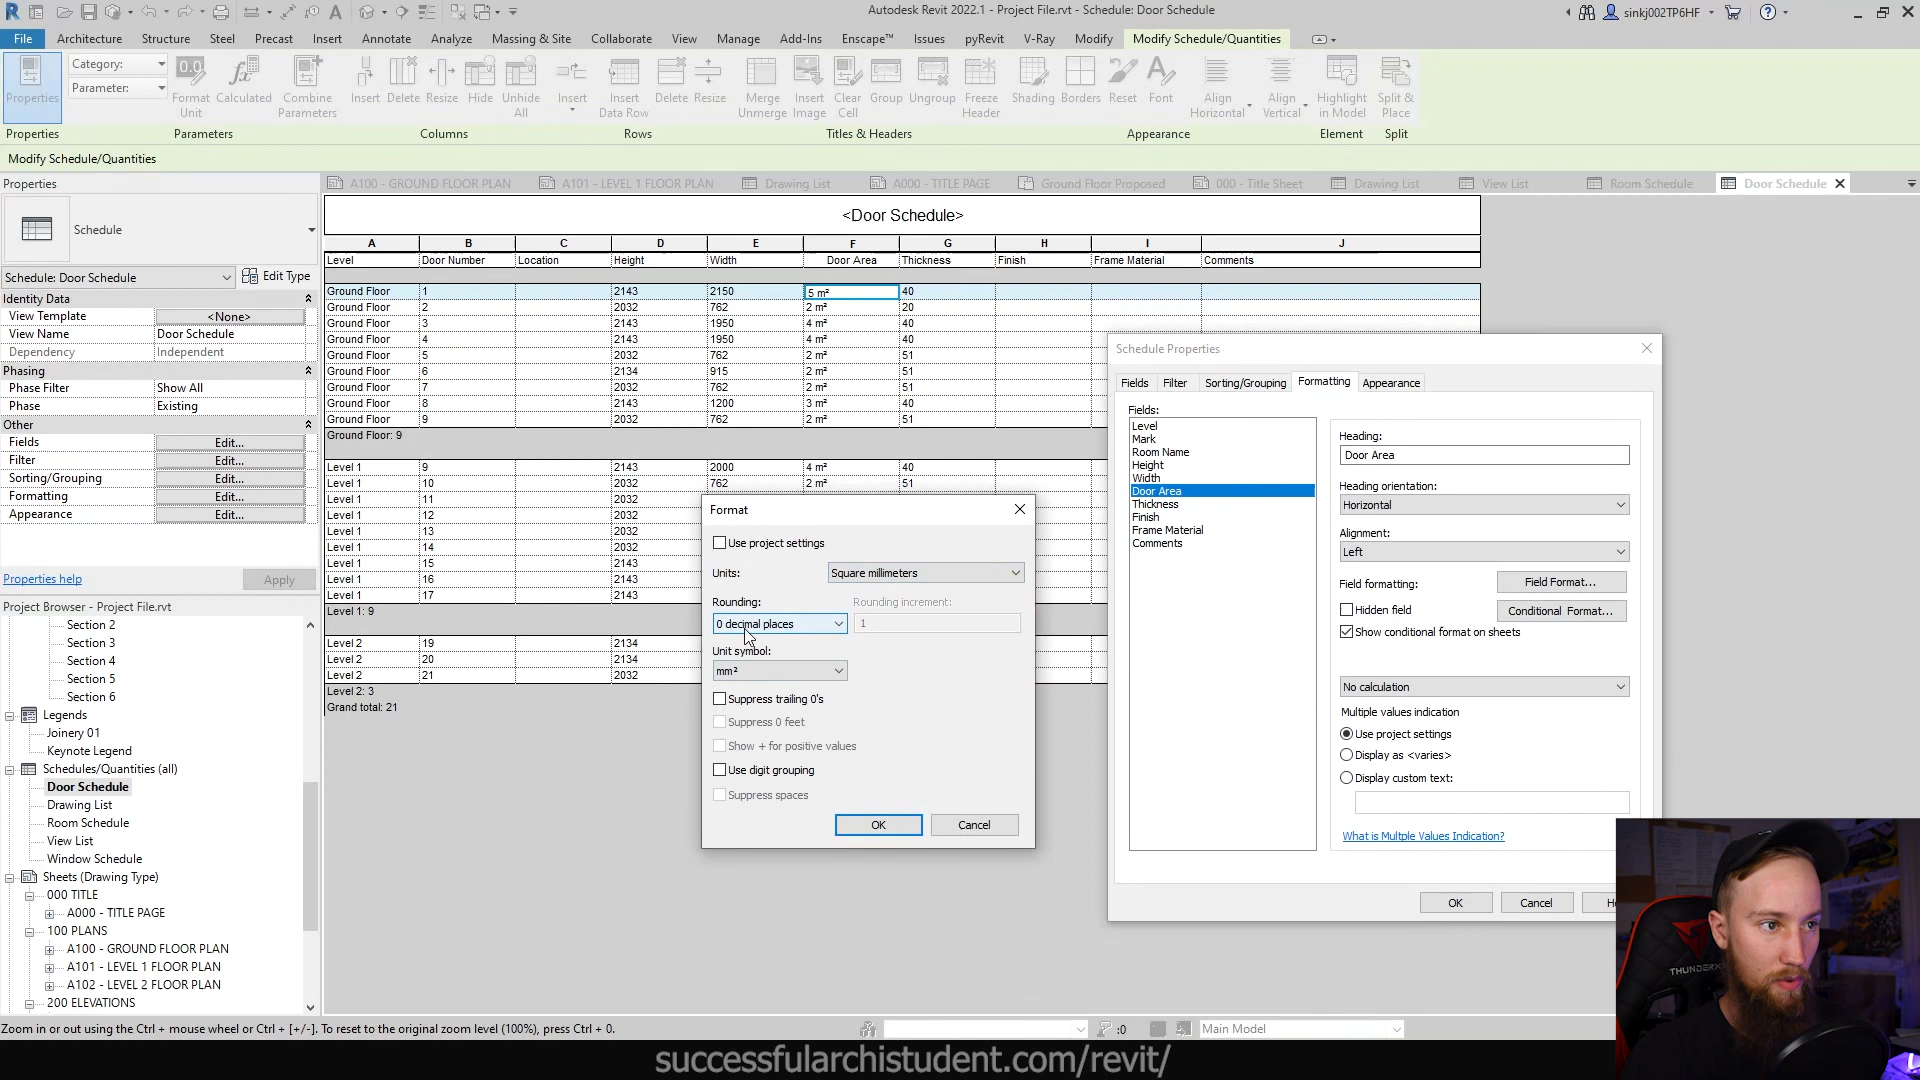 Autodesk Revit 2022.1 - Project File.rvt - Schedule: Door Schedule
sinkj002TP6HF
File Architecture Structure Steel Precast Insert Annotate Analyze Massing & Site Collaborate View Manage Add-Ins Enscape™ Issues pyRevit V-Ray Modify Modify Schedule/Quantities
Category:
Parameter:
Properties
Format Unit
Calculated
Combine Parameters
Insert
Delete
Resize
Hide
Unhide All
Insert
Insert Data Row
Delete
Resize
Merge Unmerge
Insert Image
Clear Cell
Group
Ungroup
Freeze Header
Shading
Borders
Reset
Font
Align Horizontal
Align Vertical
Highlight in Model
Split & Place
Properties Parameters Columns Rows Titles & Headers Appearance Element Split
Modify Schedule/Quantities
Properties
Schedule
Schedule: Door Schedule
Edit Type
Identity Data
View Template <None>
View Name Door Schedule
Dependency Independent
Phasing
Phase Filter Show All
Phase Existing
Other
Fields Edit...
Filter Edit...
Sorting/Grouping Edit...
Formatting Edit...
Appearance Edit...
Properties help Apply
Project Browser - Project File.rvt
Section 2
Section 3
Section 4
Section 5
Section 6
Legends
Joinery 01
Keynote Legend
Schedules/Quantities (all)
Door Schedule
Drawing List
Room Schedule
View List
Window Schedule
Sheets (Drawing Type)
000 TITLE
A000 - TITLE PAGE
100 PLANS
A100 - GROUND FLOOR PLAN
A101 - LEVEL 1 FLOOR PLAN
A102 - LEVEL 2 FLOOR PLAN
200 ELEVATIONS
A100 - GROUND FLOOR PLAN A101 - LEVEL 1 FLOOR PLAN Drawing List A000 - TITLE PAGE Ground Floor Proposed 000 - Title Sheet Drawing List View List Room Schedule Door Schedule
<Door Schedule>
A B C D E F G H I J
Level Door Number Location Height Width Door Area Thickness Finish Frame Material Comments
Ground Floor 1 2143 2150 5 m² 40
Ground Floor 2 2032 762 2 m² 20
Ground Floor 3 2143 1950 4 m² 40
Ground Floor 4 2143 1950 4 m² 40
Ground Floor 5 2032 762 2 m² 51
Ground Floor 6 2134 915 2 m² 51
Ground Floor 7 2032 762 2 m² 51
Ground Floor 8 2143 1200 3 m² 40
Ground Floor 9 2032 762 2 m² 51
Ground Floor: 9
Level 1 9 2143 2000 4 m² 40
Level 1 10 2032 762 2 m² 51
Level 1 11 2032
Level 1 12 2032
Level 1 13 2032
Level 1 14 2032
Level 1 15 2143
Level 1 16 2143
Level 1 17 2143
Level 1: 9
Level 2 19 2134
Level 2 20 2134
Level 2 21 2032
Level 2: 3
Grand total: 21
Format
Use project settings
Units: Square millimeters
Rounding: Rounding increment:
0 decimal places 1
Unit symbol:
mm²
Suppress trailing 0's
Suppress 0 feet
Show + for positive values
Use digit grouping
Suppress spaces
OK Cancel
Schedule Properties
Fields Filter Sorting/Grouping Formatting Appearance
Fields:
Level
Mark
Room Name
Height
Width
Door Area
Thickness
Finish
Frame Material
Comments
Heading:
Door Area
Heading orientation:
Horizontal
Alignment:
Left
Field formatting: Field Format...
Hidden field Conditional Format...
Show conditional format on sheets
No calculation
Multiple values indication
Use project settings
Display as <varies>
Display custom text:
What is Multiple Values Indication?
OK Cancel H
THUNDERX
Zoom in or out using the Ctrl + mouse wheel or Ctrl + [+/-]. To reset to the original zoom level (100%), press Ctrl + 0.
:0 Main Model
successfularchistudent.com/revit/